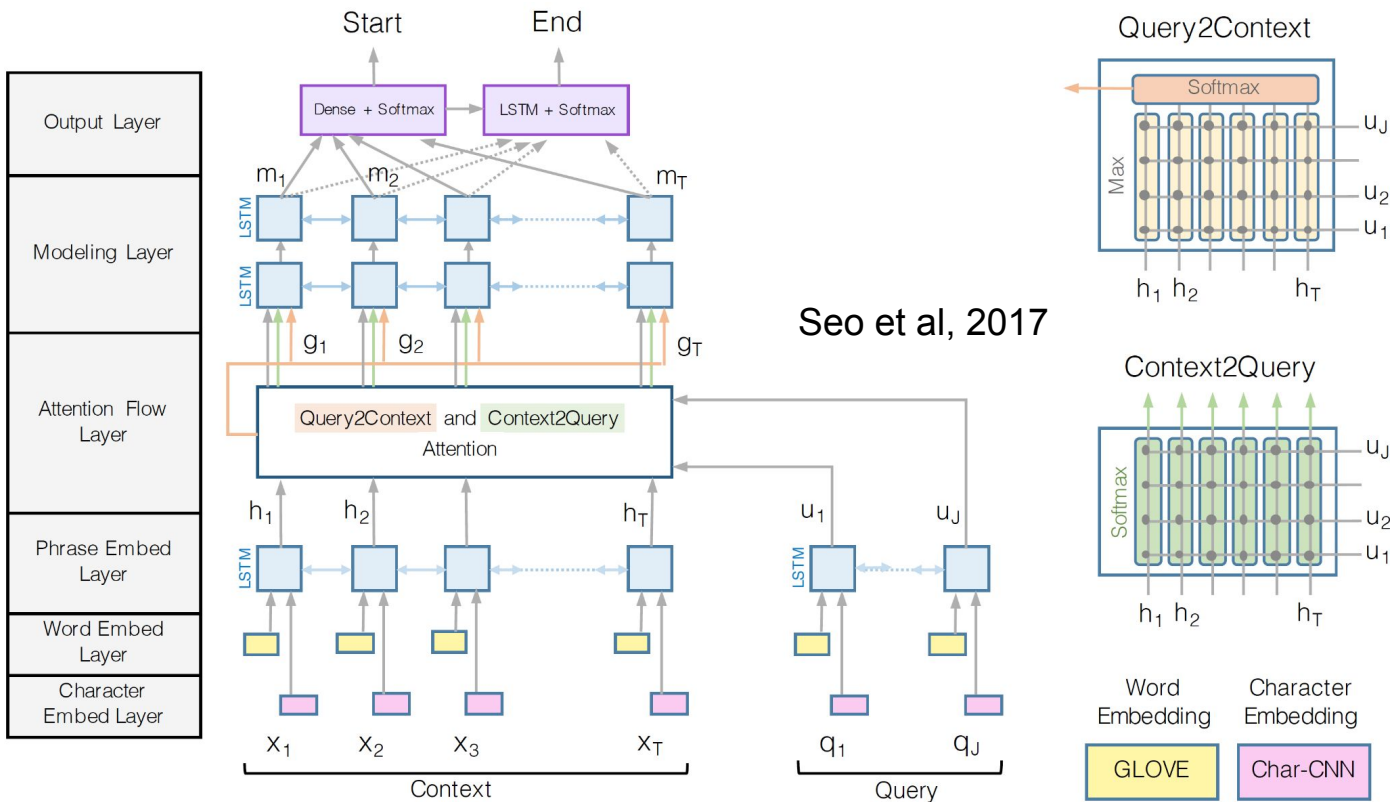 Start
End
Output Layer
Dense + Softmax
LSTM + Softmax
m1
m2
mT
Modeling Layer
LSTM
LSTM
g1
g2
gT
Attention Flow
Layer
Query2Context and Context2Query
Attention
h1
h2
hT
u1
uJ
Phrase Embed
Layer
LSTM
LSTM
Word Embed
Layer
Character
Embed Layer
x1
x2
x3
xT
q1
qJ
Context
Query
Seo et al, 2017
Query2Context
Softmax
Max
uJ
u2
u1
h1
h2
hT
Context2Query
Softmax
uJ
u2
u1
h1
h2
hT
Word
Embedding
GLOVE
Character
Embedding
Char-CNN